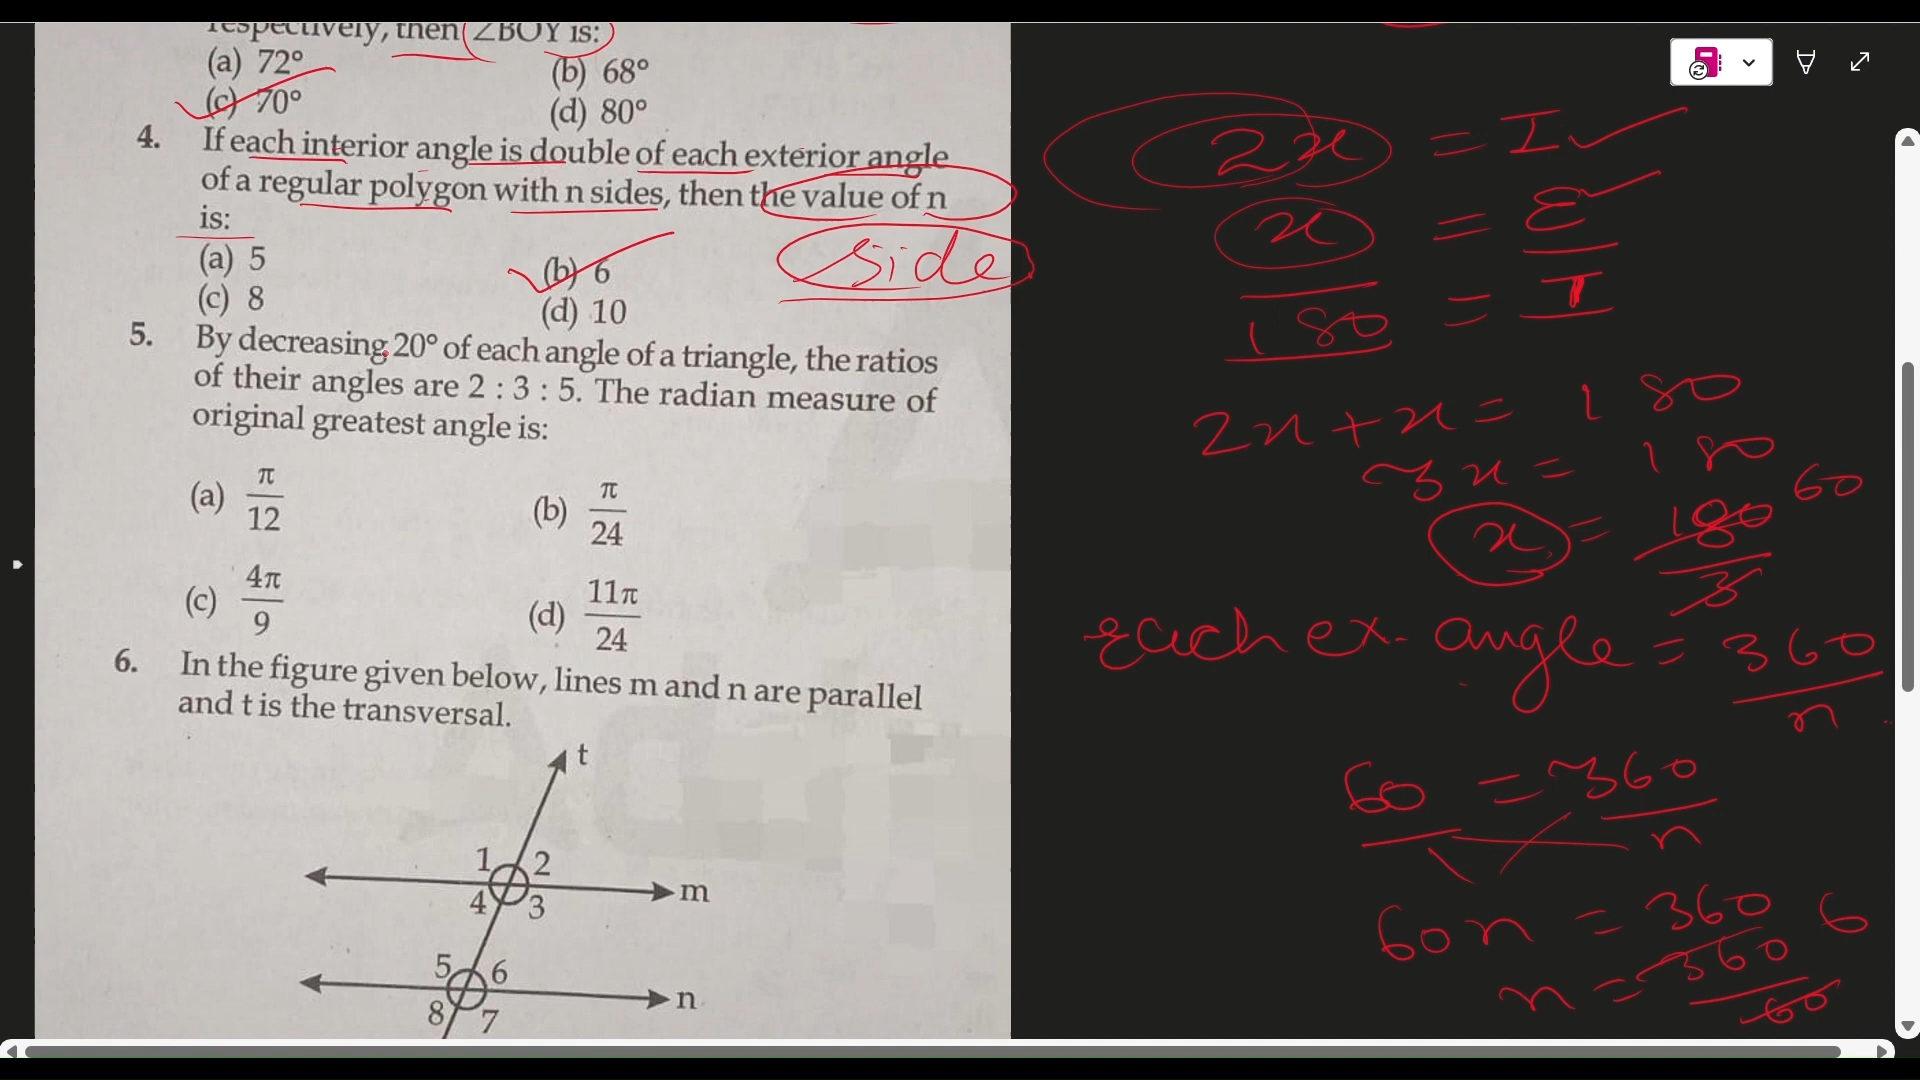 respectively, then ∠BOY is:
(a) 72°
(b) 68°
(c) 70°
(d) 80°
4. If each interior angle is double of each exterior angle
of a regular polygon with n sides, then the value of n
is:
(a) 5
(b) 6
(c) 8
(d) 10
side
5. By decreasing 20° of each angle of a triangle, the ratios
of their angles are 2 : 3 : 5. The radian measure of
original greatest angle is:
(a) π/12
(b) π/24
(c) 4π/9
(d) 11π/24
6. In the figure given below, lines m and n are parallel
and t is the transversal.
t
1 2
m
4 3
5 6
n
8 7
2x = I
x = E
180 = I
2x + x = 180
3x = 180
x = 180/3 60
Each ex. angle = 360/n
60 = 360/n
60n = 360
n = 360/60 6